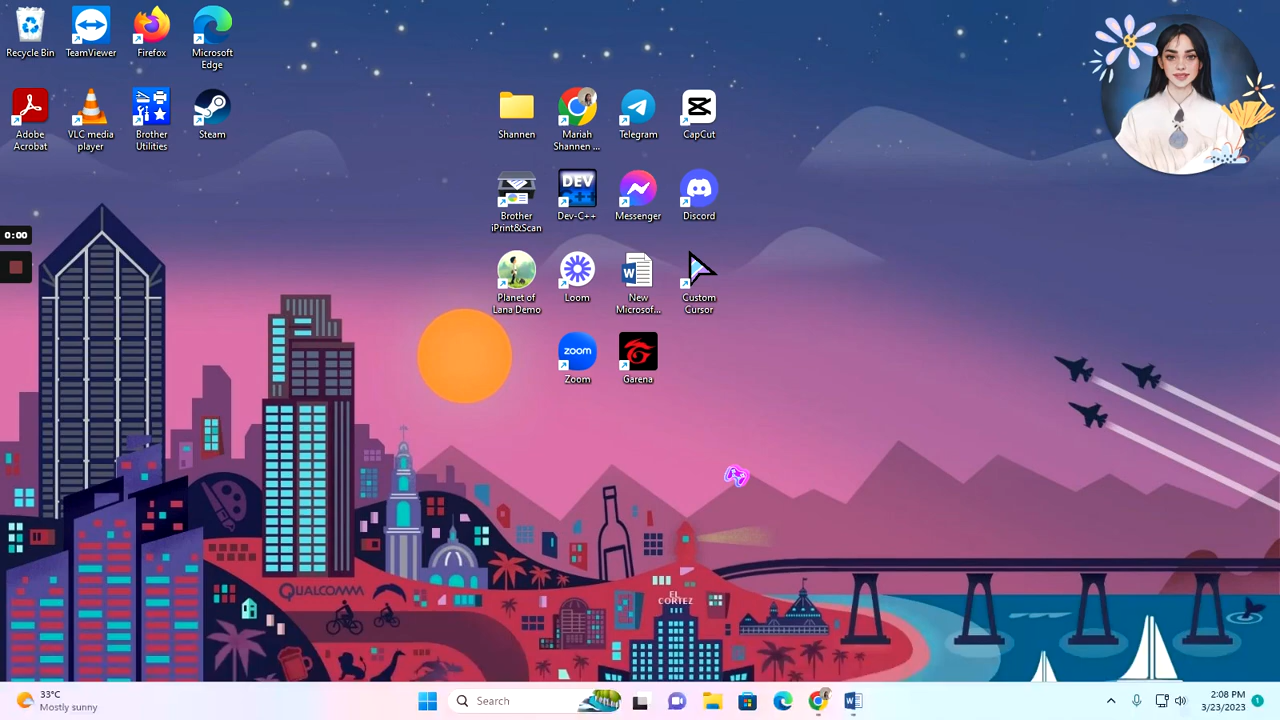 Recycle Bin
TeamViewer
Firefox
Microsoft
Edge
Adobe
Acrobat
VLC media
player
Brother
Utilities
Steam
Shannen
Mariah
Shannen ...
Telegram
CapCut
Brother
iPrint&Scan
DEV
C++
Dev-C++
Messenger
Discord
Planet of
Lana Demo
Loom
W
New
Microsof...
Custom
Cursor
zoom
Zoom
Garena
0:00
QUALCOMM
EL
CORTEZ
33°C
Mostly sunny
Search
W
2:08 PM
3/23/2023
1